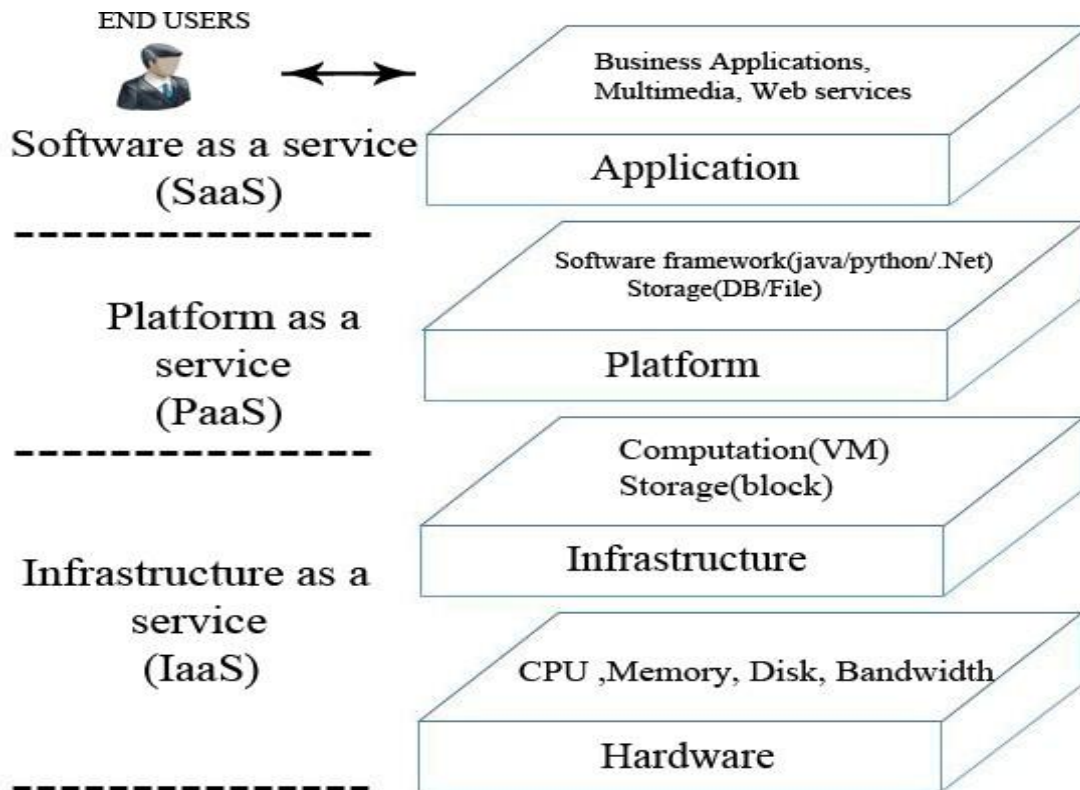 END USERS
Business Applications,
Multimedia, Web services
Software as a service
(SaaS)
Application
Software framework(java/python/.Net)
Storage(DB/File)
Platform as a
service
(PaaS)
Platform
Computation(VM)
Storage(block)
Infrastructure
Infrastructure as a
service
(IaaS)
CPU ,Memory, Disk, Bandwidth
Hardware